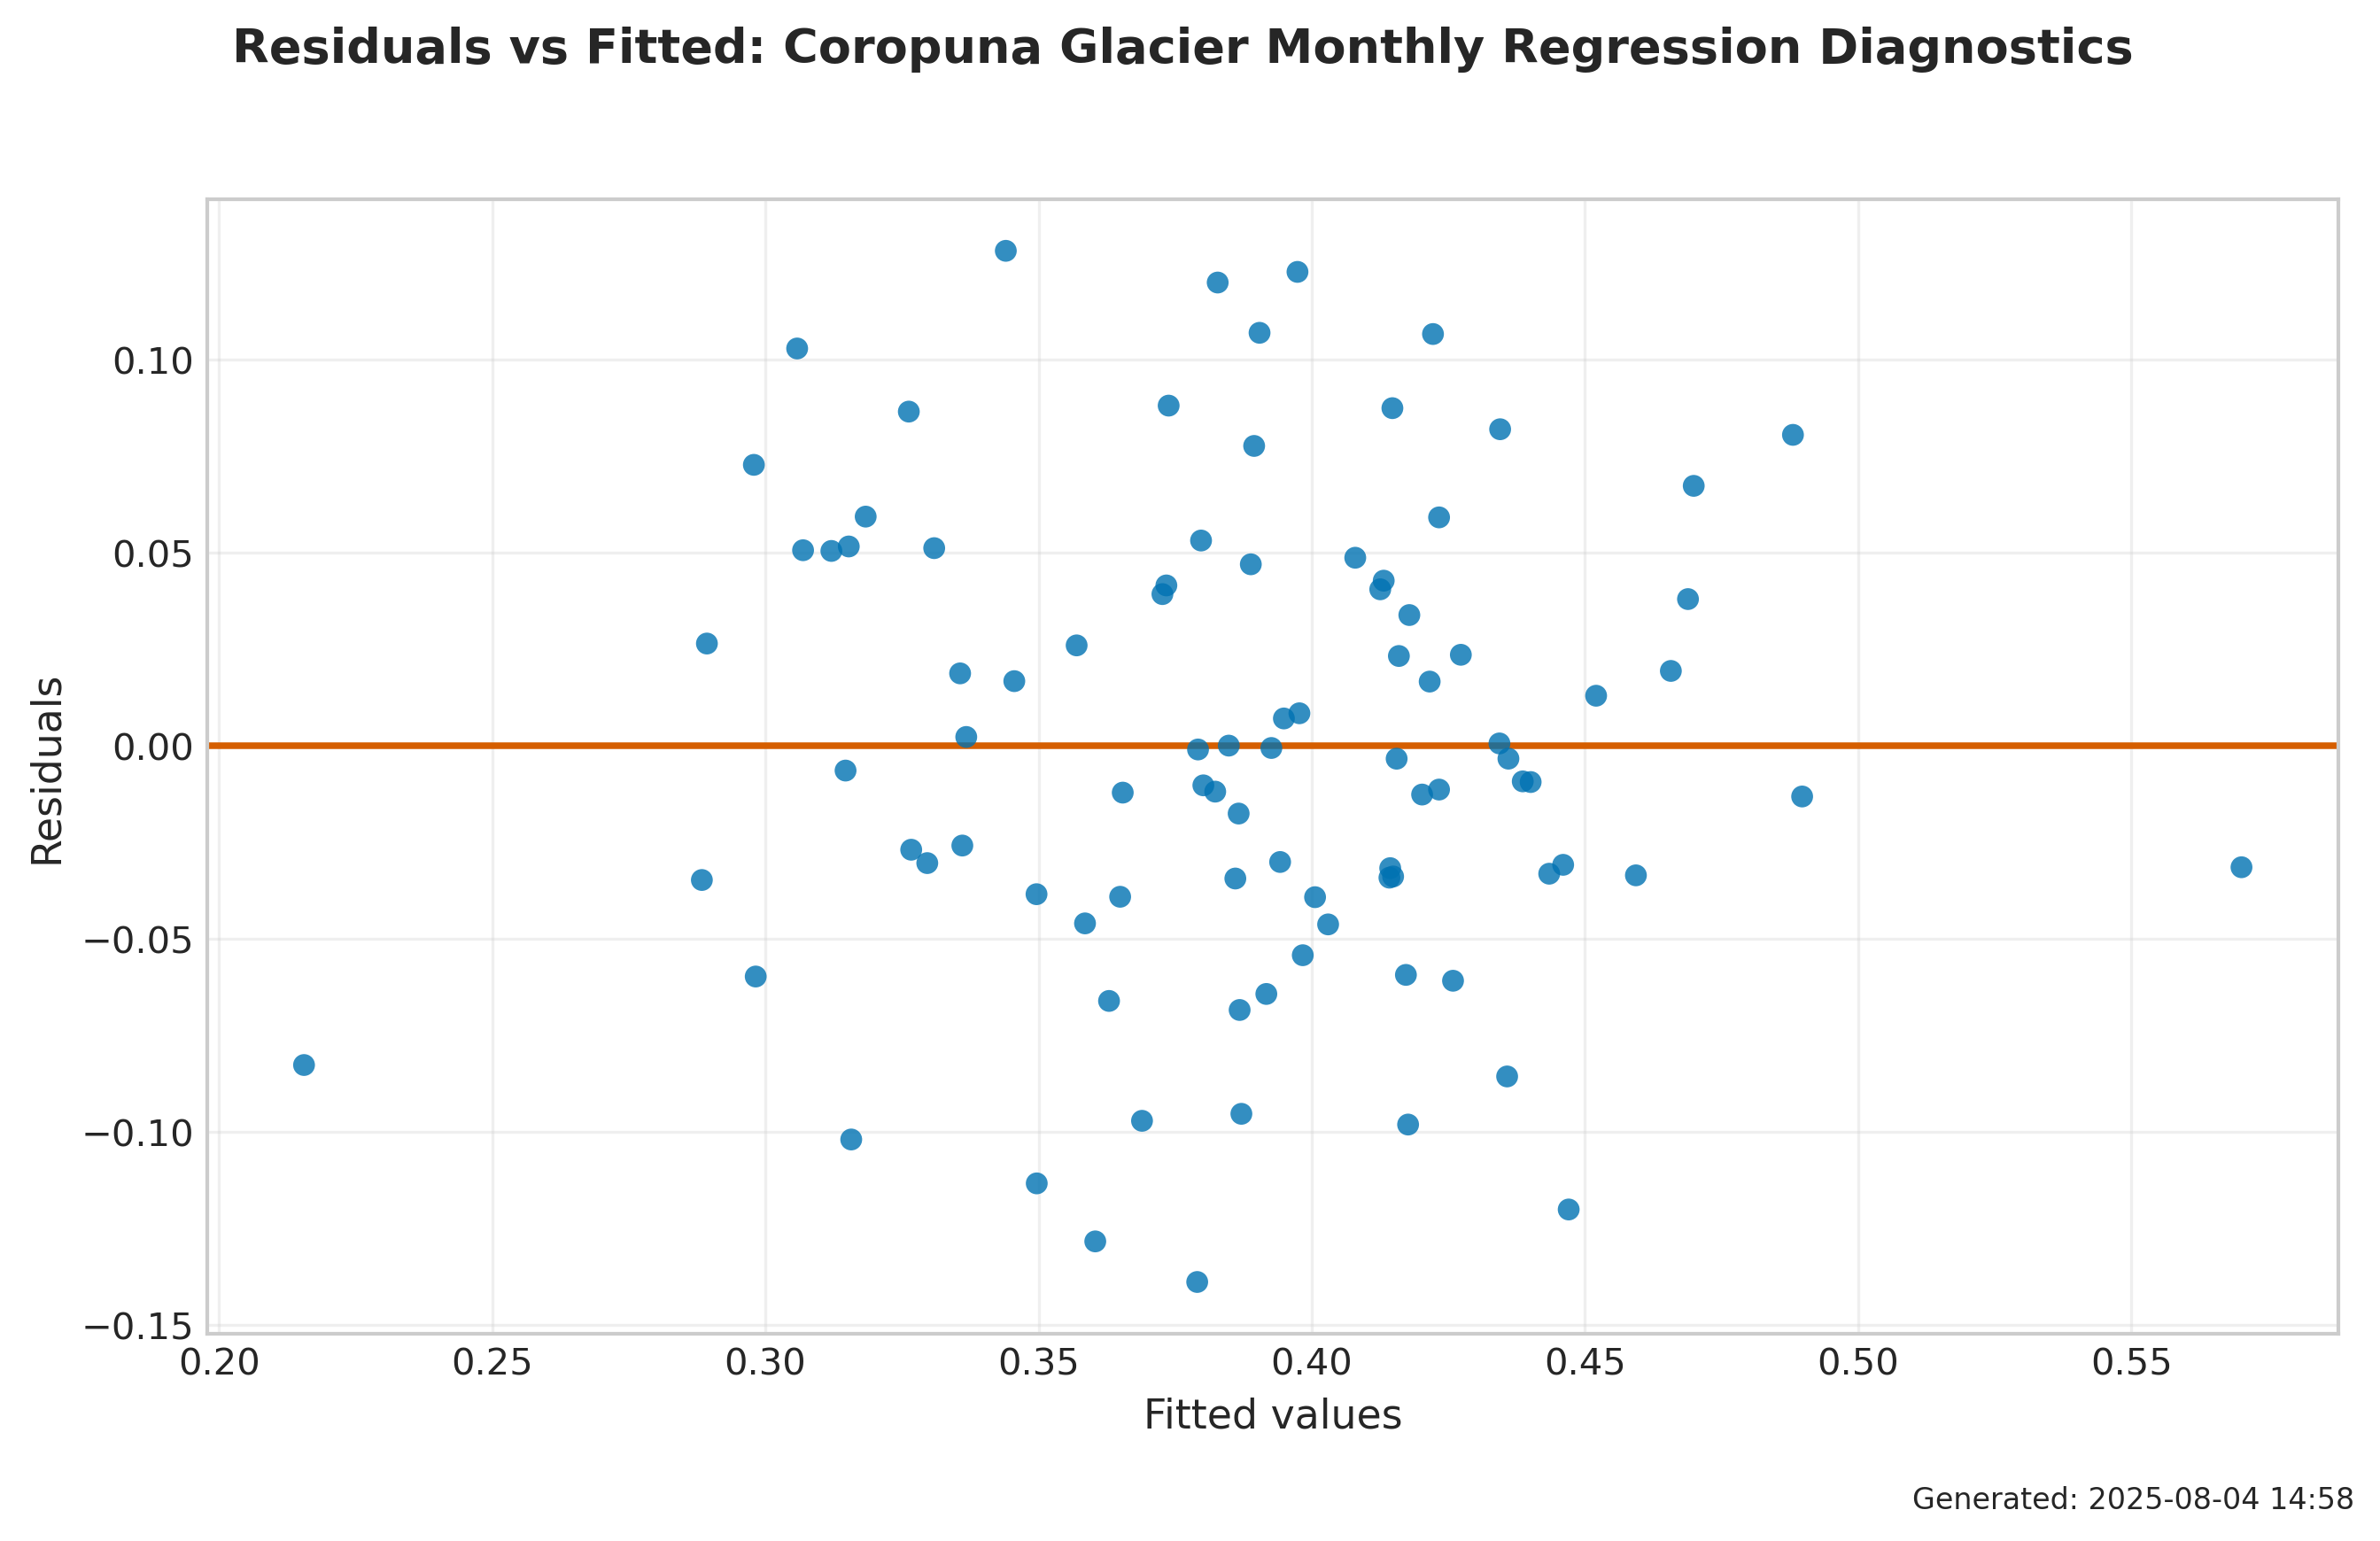 Residuals vs Fitted: Coropuna Glacier Monthly Regression Diagnostics
Residuals
0.10
0.05
0.00
−0.05
−0.10
−0.15
0.20 0.25 0.30 0.35 0.40 0.45 0.50 0.55
Fitted values
Generated: 2025-08-04 14:58